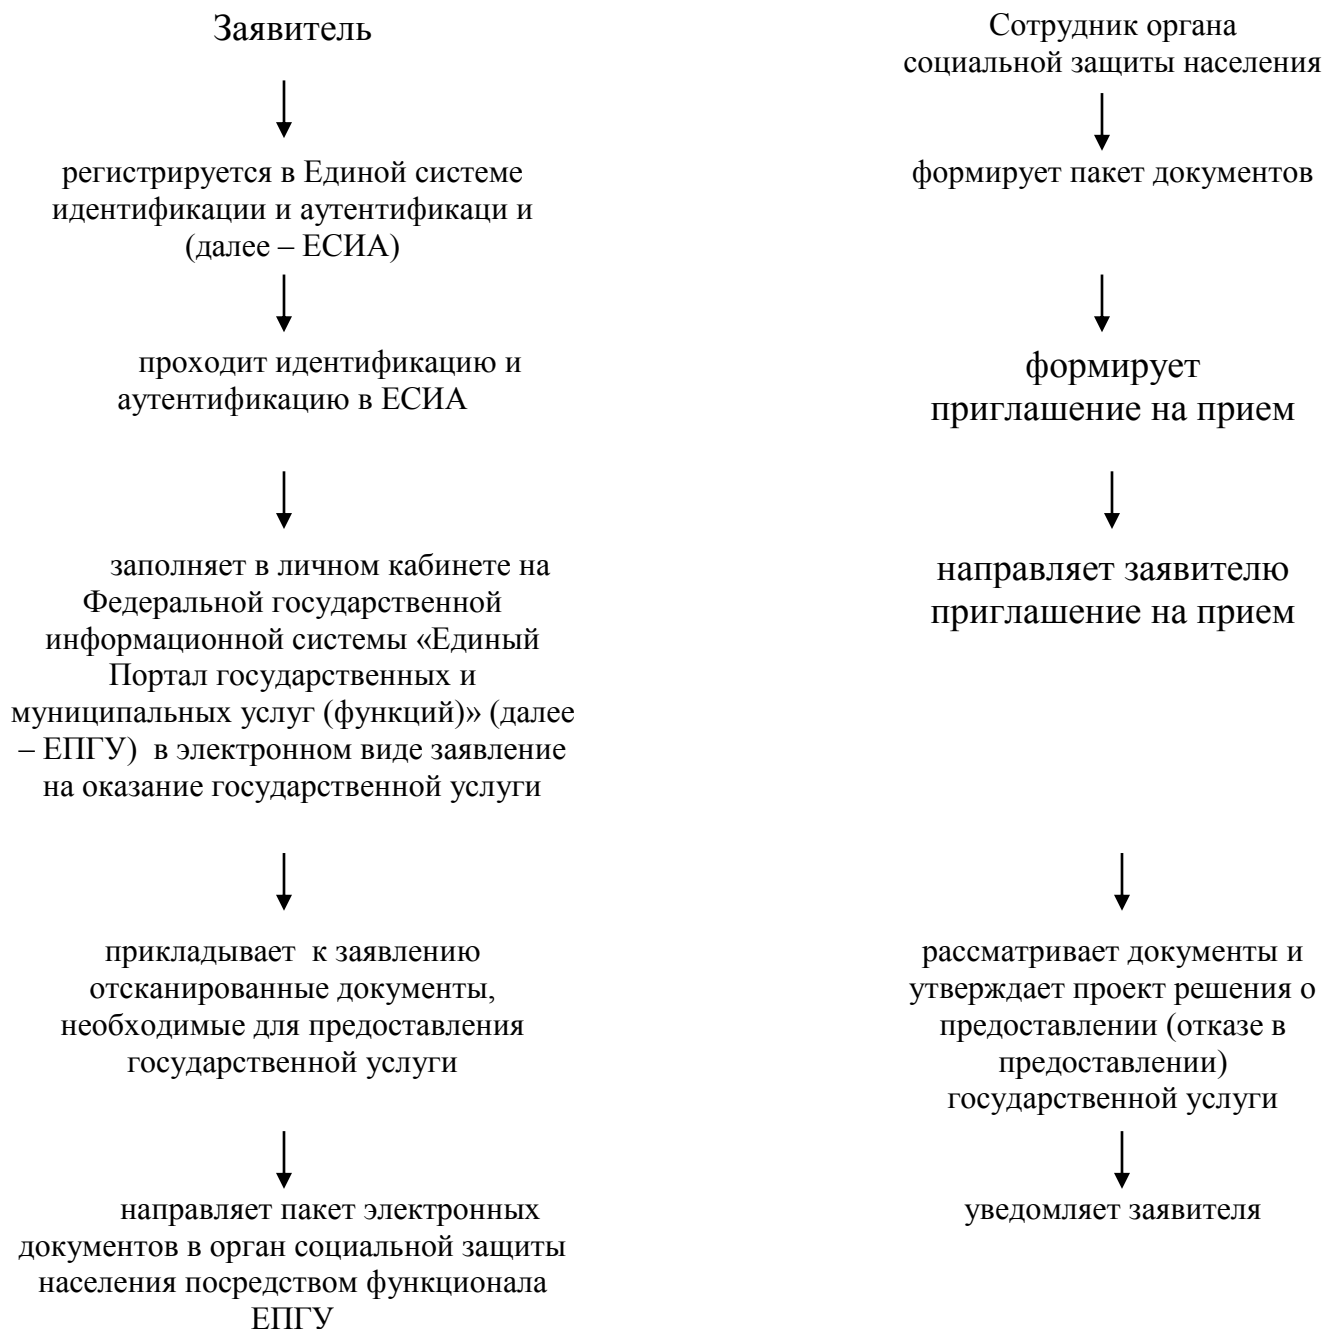 Заявитель
регистрируется в Единой системе
идентификации и аутентификаци и
(далее – ЕСИА)
проходит идентификацию и
аутентификацию в ЕСИА
заполняет в личном кабинете на
Федеральной государственной
информационной системы «Единый
Портал государственных и
муниципальных услуг (функций)» (далее
– ЕПГУ) в электронном виде заявление
на оказание государственной услуги
прикладывает к заявлению
отсканированные документы,
необходимые для предоставления
государственной услуги
направляет пакет электронных
документов в орган социальной защиты
населения посредством функционала
ЕПГУ
Сотрудник органа
социальной защиты населения
формирует пакет документов
формирует
приглашение на прием
направляет заявителю
приглашение на прием
рассматривает документы и
утверждает проект решения о
предоставлении (отказе в
предоставлении)
государственной услуги
уведомляет заявителя